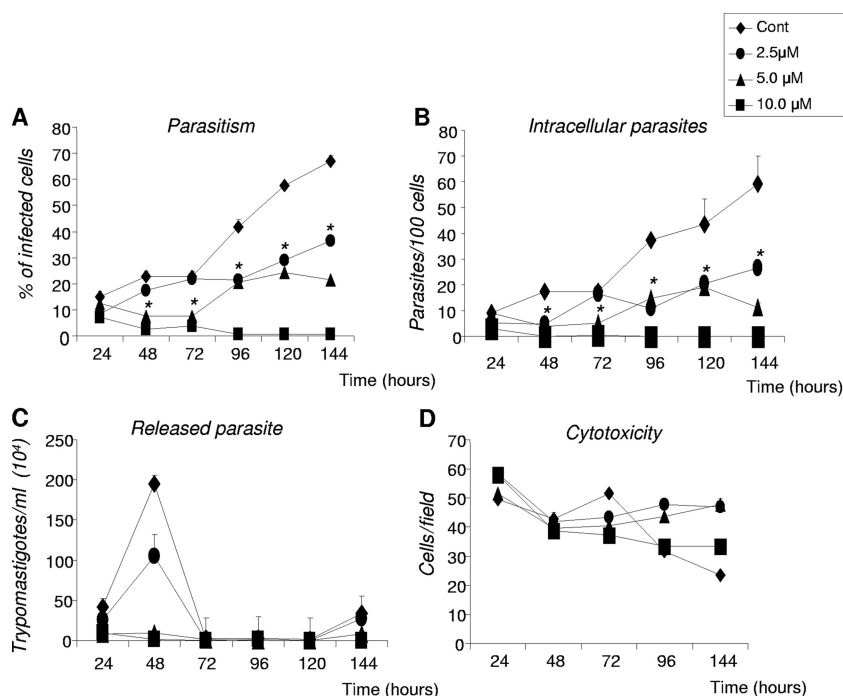 Cont
2.5µM
5.0 µM
10.0 µM
A
Parasitism
% of infected cells
80
70
60
50
40
30
20
10
0
*
*
*
*
*
24 48 72 96 120 144
Time (hours)
B
Intracellular parasites
Parasites/100 cells
80
70
60
50
40
30
20
10
0
*
*
*
*
*
24 48 72 96 120 144
Time (hours)
C
Released parasite
Trypomastigotes/ml (10⁴)
250
200
150
100
50
0
24 48 72 96 120 144
Time (hours)
D
Cytotoxicity
Cells/field
70
60
50
40
30
20
10
0
24 48 72 96 144
Time (hours)